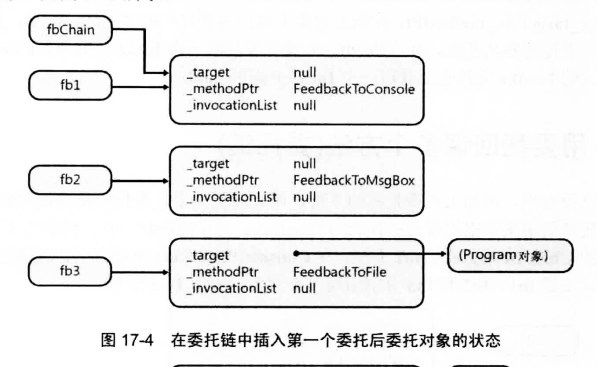 fbChain
fb1
_target null
_methodPtr FeedbackToConsole
_invocationList null
fb2
_target null
_methodPtr FeedbackToMsgBox
_invocationList null
fb3
_target
_methodPtr FeedbackToFile
_invocationList null
(Program对象)
图 17-4 在委托链中插入第一个委托后委托对象的状态